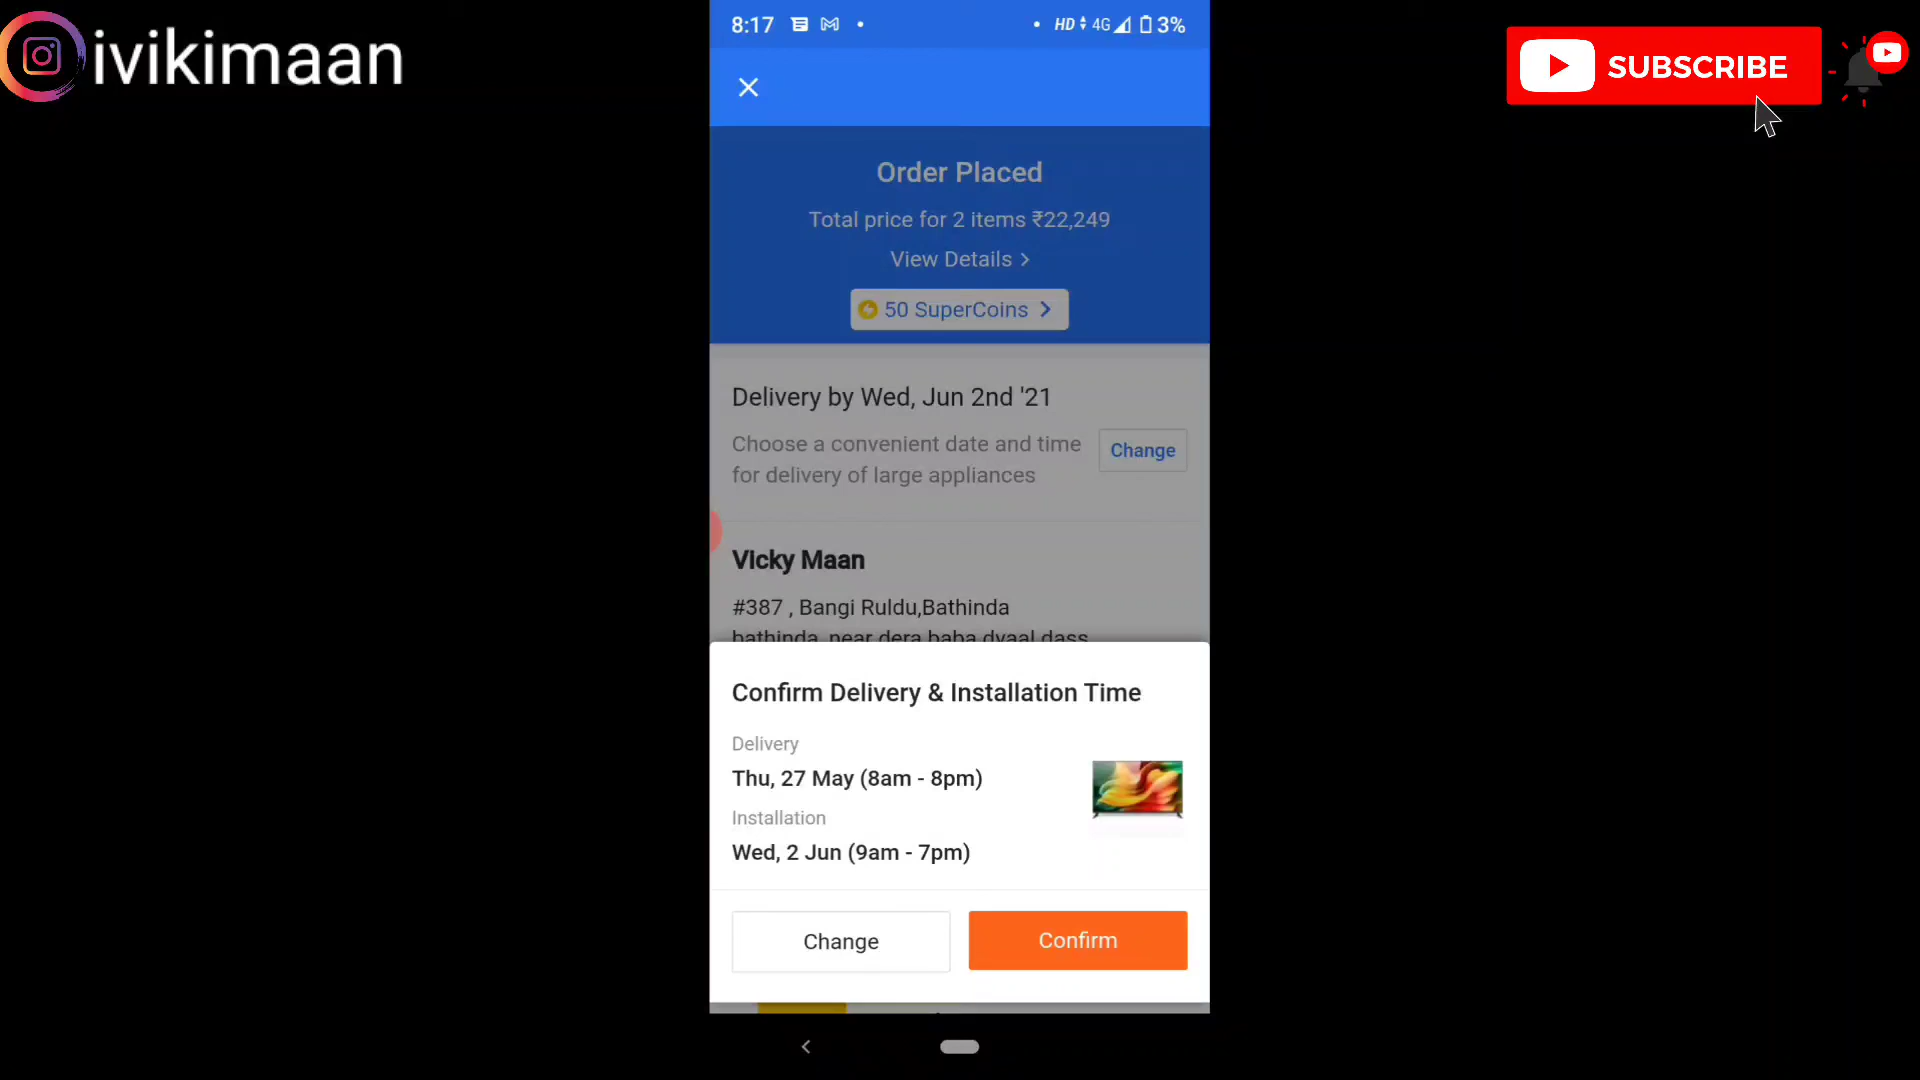 ivikimaan
SUBSCRIBE
8:17
HD 4G 3%
Order Placed
Total price for 2 items ₹22,249
View Details >
50 SuperCoins >
Delivery by Wed, Jun 2nd '21
Choose a convenient date and time
for delivery of large appliances
Change
Vicky Maan
#387 , Bangi Ruldu,Bathinda
bathinda, near dera baba dyaal dass
Confirm Delivery & Installation Time
Delivery
Thu, 27 May (8am - 8pm)
Installation
Wed, 2 Jun (9am - 7pm)
Change
Confirm